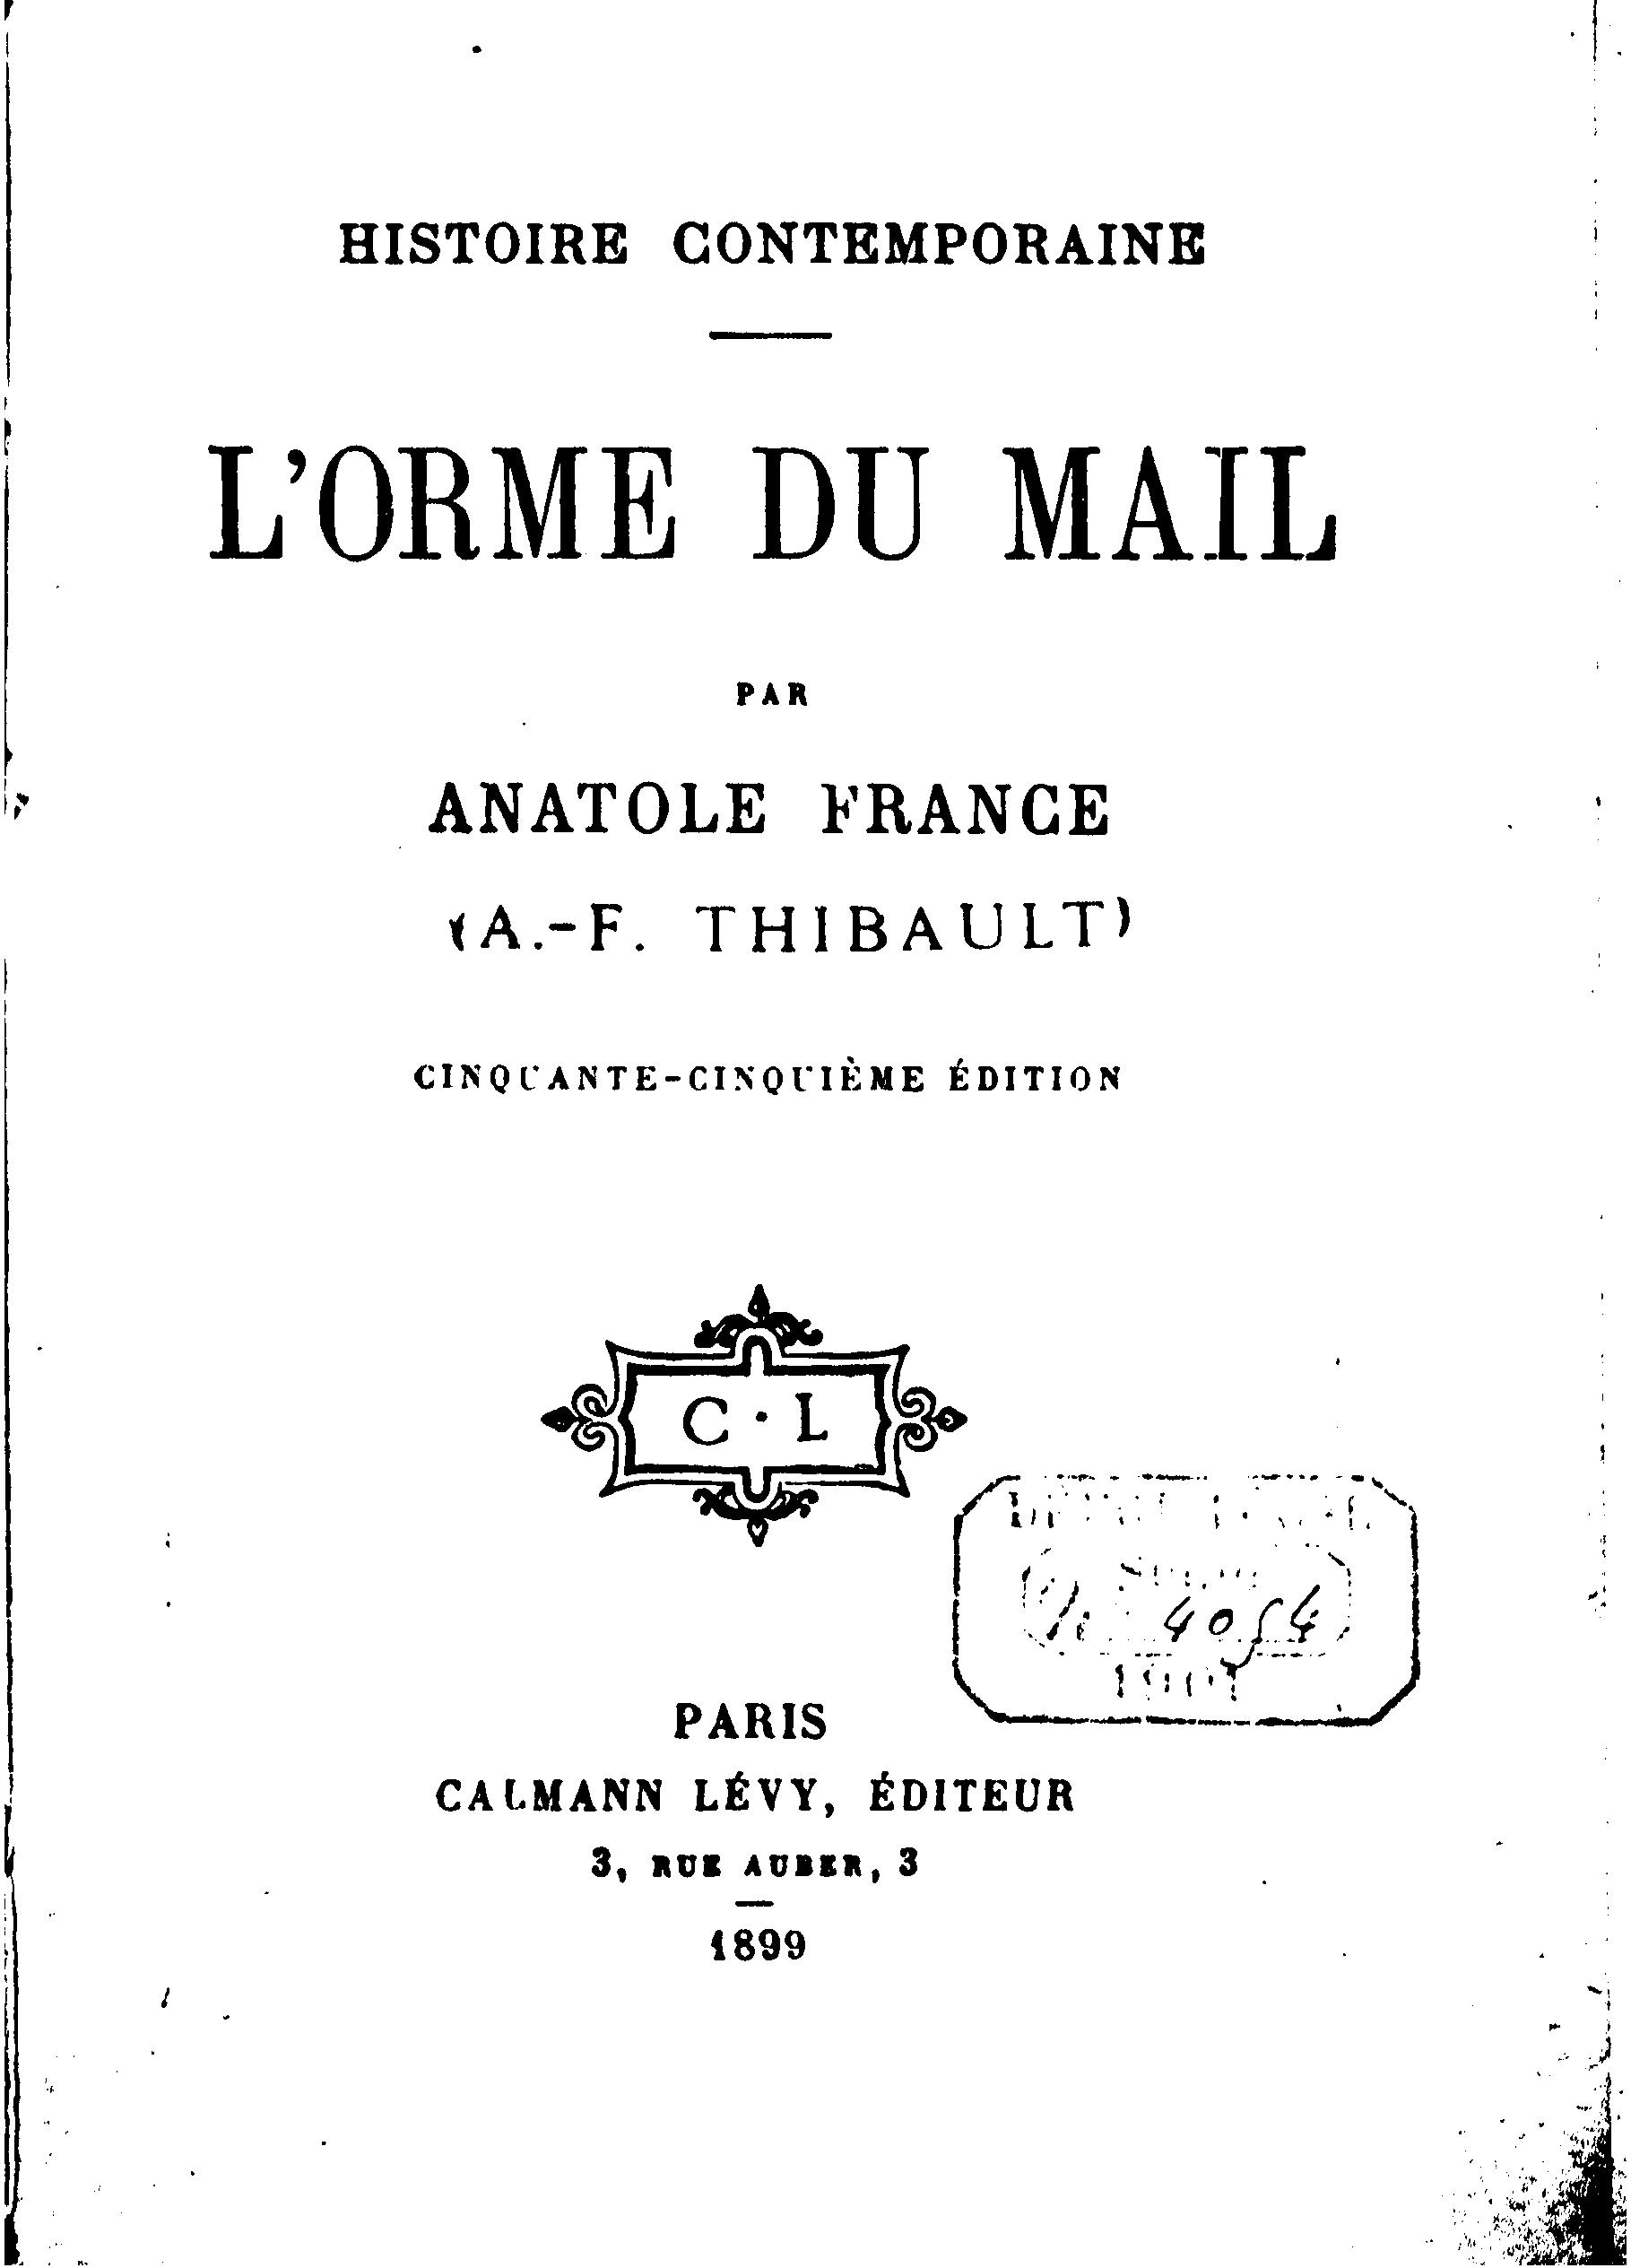 HISTOIRE CONTEMPORAINE
L'ORME DU MAIL
PAR
ANATOLE FRANCE
(A.-F. THIBAULT)
CINQUANTE-CINQUIÈME ÉDITION
C · L
4054
PARIS
CALMANN LÉVY, ÉDITEUR
3, RUE AUBER, 3
1899